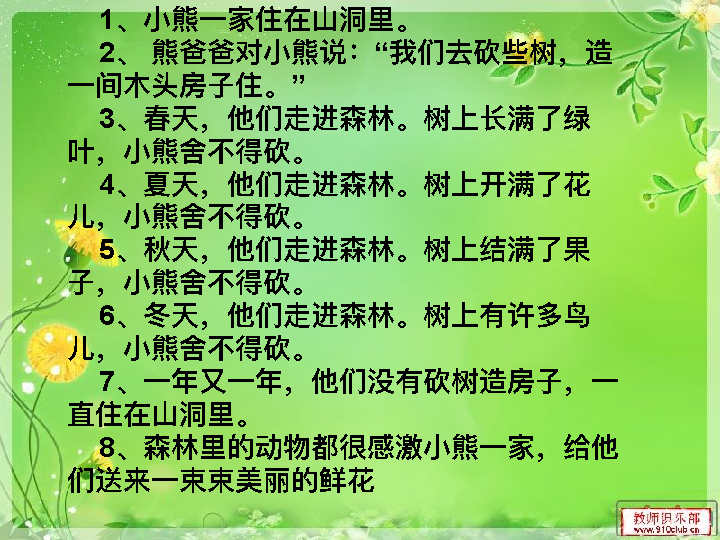 1、小熊一家住在山洞里。
2、 熊爸爸对小熊说：“我们去砍些树，造
一间木头房子住。”
3、春天，他们走进森林。树上长满了绿
叶，小熊舍不得砍。
4、夏天，他们走进森林。树上开满了花
儿，小熊舍不得砍。
5、秋天，他们走进森林。树上结满了果
子，小熊舍不得砍。
6、冬天，他们走进森林。树上有许多鸟
儿，小熊舍不得砍。
7、一年又一年，他们没有砍树造房子，一
直住在山洞里。
8、森林里的动物都很感激小熊一家，给他
们送来一束束美丽的鲜花
教师俱乐部
www.910club.cn